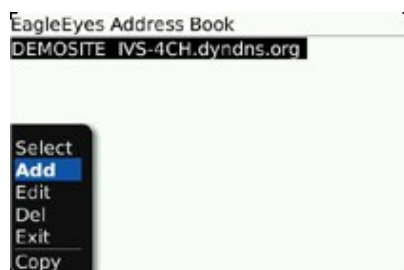 EagleEyes Address Book
DEMOSITE IVS-4CH.dyndns.org
Select
Add
Edit
Del
Exit
Copy